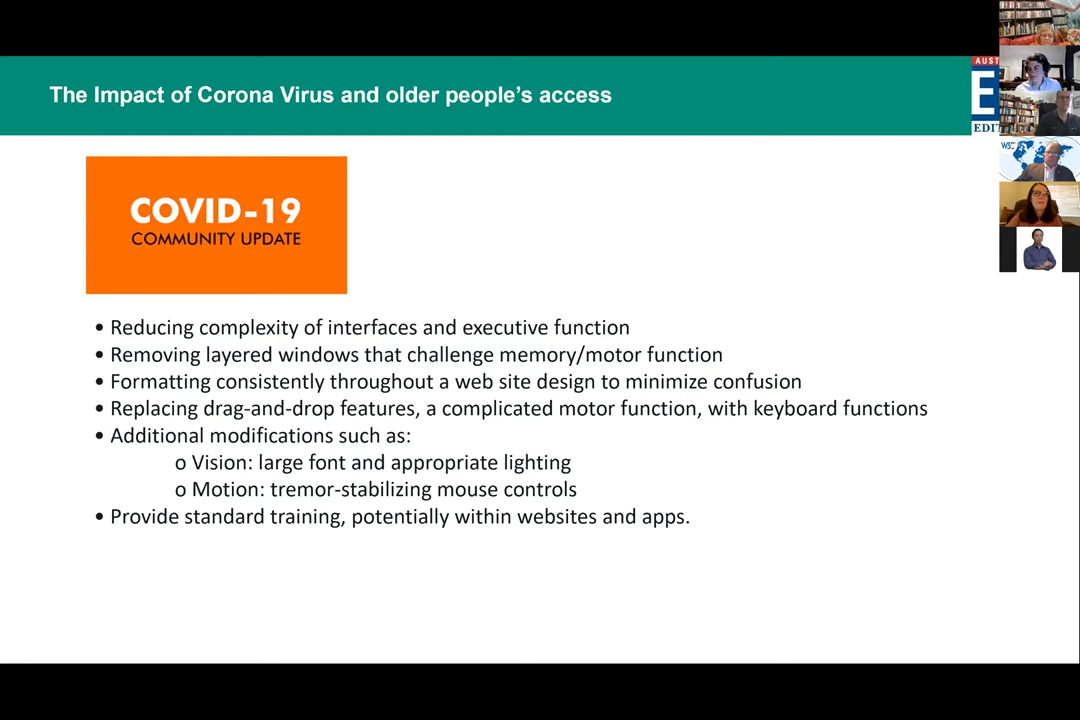 The Impact of Corona Virus and older people's access
AUST
E
EDIT
W3C
COVID-19
COMMUNITY UPDATE
• Reducing complexity of interfaces and executive function
• Removing layered windows that challenge memory/motor function
• Formatting consistently throughout a web site design to minimize confusion
• Replacing drag-and-drop features, a complicated motor function, with keyboard functions
• Additional modifications such as:
o Vision: large font and appropriate lighting
o Motion: tremor-stabilizing mouse controls
• Provide standard training, potentially within websites and apps.